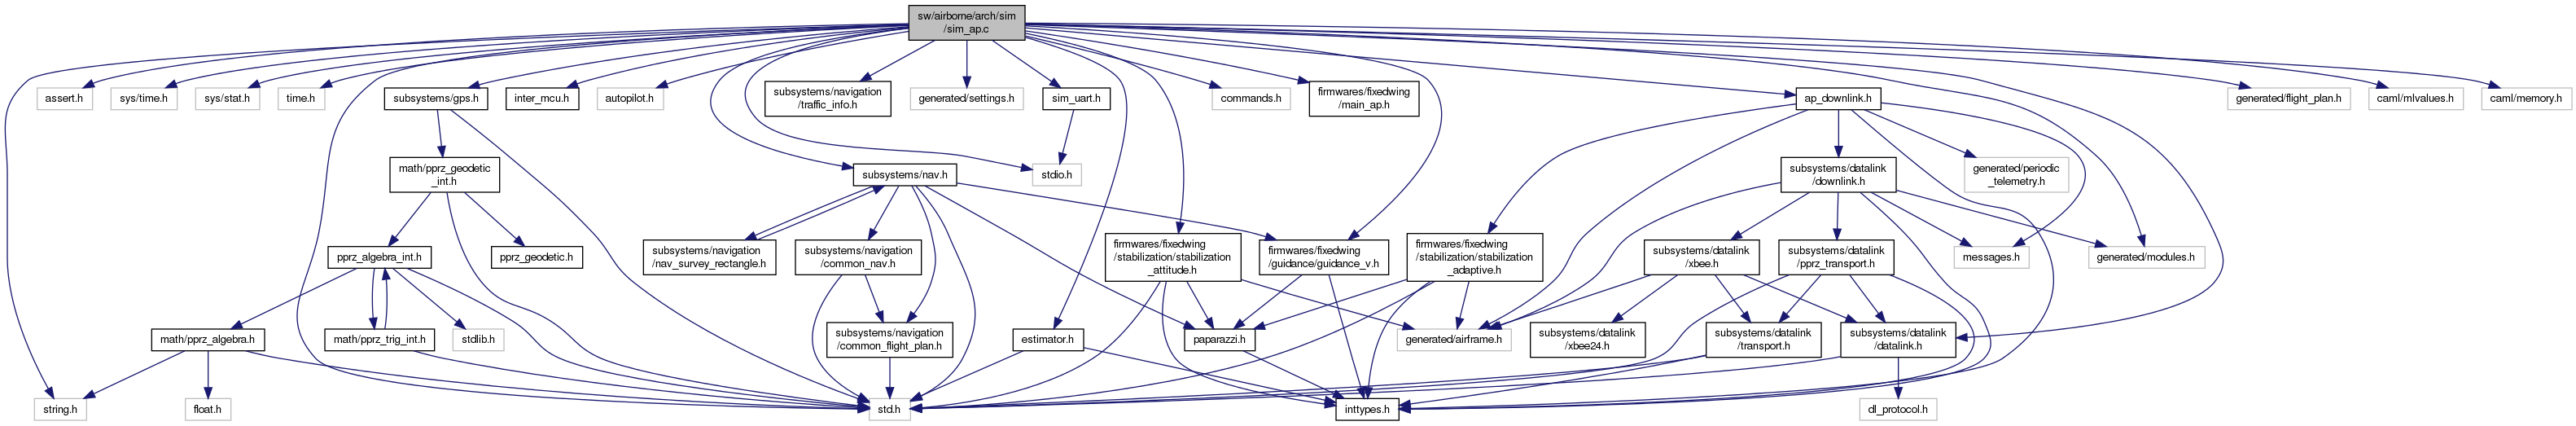 sw/airborne/arch/sim
/sim_ap.c
assert.h
sys/time.h
sys/stat.h
time.h
subsystems/gps.h
inter_mcu.h
autopilot.h
subsystems/navigation
/traffic_info.h
generated/settings.h
sim_uart.h
commands.h
firmwares/fixedwing
/main_ap.h
ap_downlink.h
generated/flight_plan.h
caml/mlvalues.h
caml/memory.h
math/pprz_geodetic
_int.h
subsystems/nav.h
stdio.h
subsystems/datalink
/downlink.h
generated/periodic
_telemetry.h
pprz_algebra_int.h
pprz_geodetic.h
subsystems/navigation
/nav_survey_rectangle.h
subsystems/navigation
/common_nav.h
firmwares/fixedwing
/stabilization/stabilization
_attitude.h
firmwares/fixedwing
/guidance/guidance_v.h
firmwares/fixedwing
/stabilization/stabilization
_adaptive.h
subsystems/datalink
/xbee.h
subsystems/datalink
/pprz_transport.h
messages.h
generated/modules.h
math/pprz_algebra.h
math/pprz_trig_int.h
stdlib.h
subsystems/navigation
/common_flight_plan.h
estimator.h
paparazzi.h
generated/airframe.h
subsystems/datalink
/xbee24.h
subsystems/datalink
/transport.h
subsystems/datalink
/datalink.h
string.h
float.h
std.h
inttypes.h
dl_protocol.h